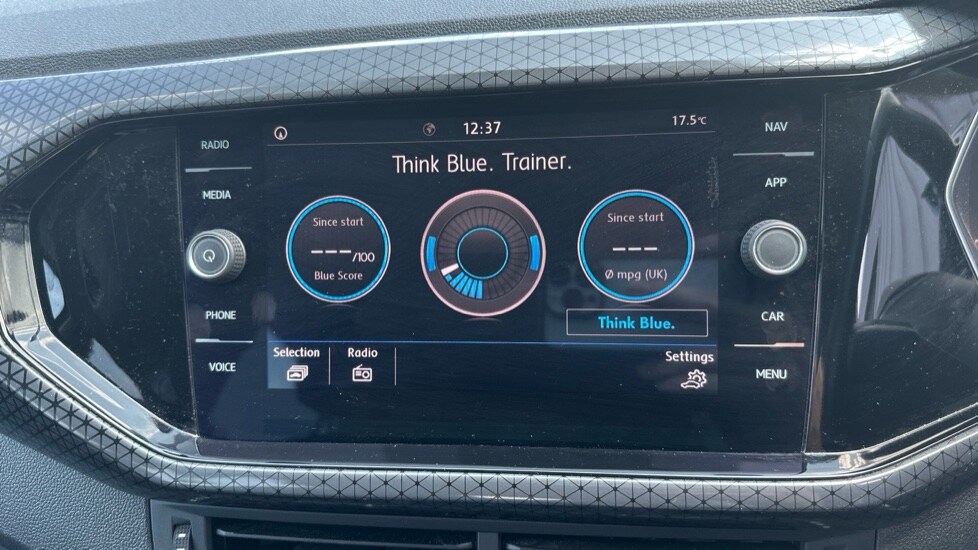 RADIO
MEDIA
PHONE
VOICE
12:37
17.5°C
Think Blue. Trainer.
Since start
---/100
Blue Score
Since start
---
Ø mpg (UK)
Think Blue.
Selection
Radio
Settings
NAV
APP
CAR
MENU